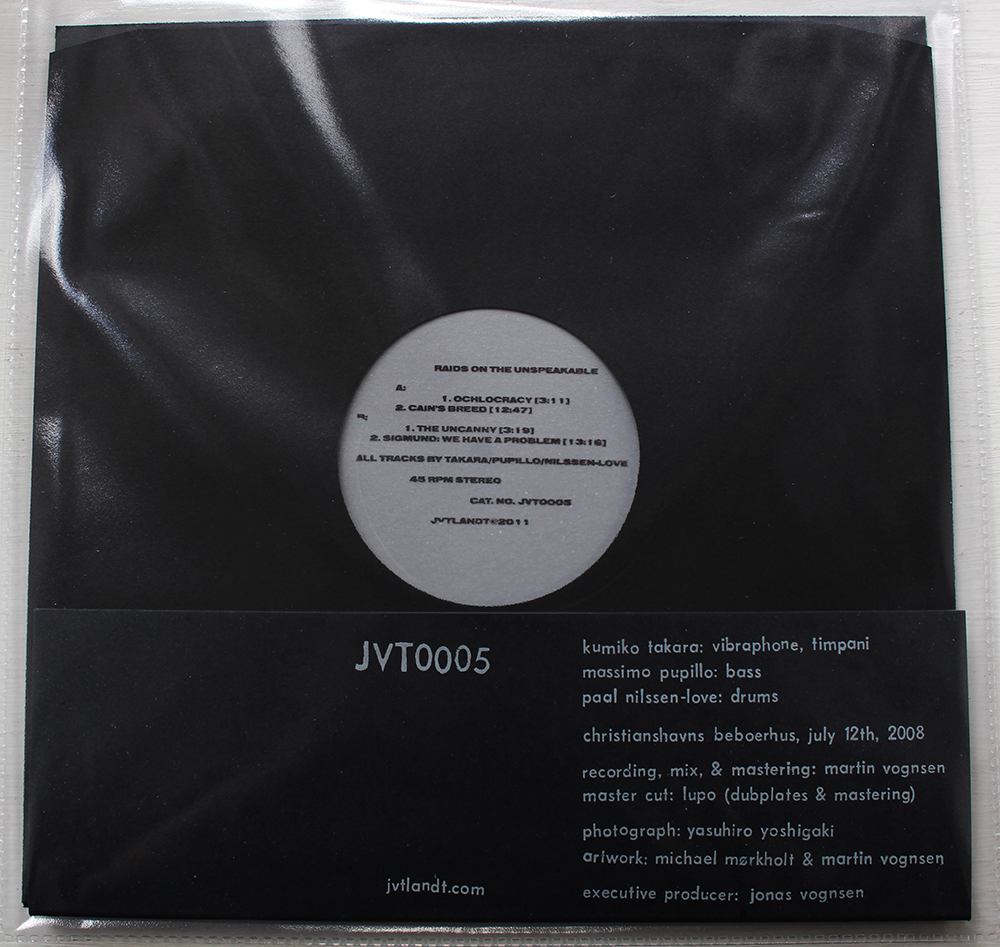 RAIDS ON THE UNSPEAKABLE
A:
1. OCHLOCRACY [3:11]
2. CAIN'S BREED [12:47]
B:
1. THE UNCANNY [3:19]
2. SIGMUND: WE HAVE A PROBLEM [13:16]
ALL TRACKS BY TAKARA/PUPILLO/NILSSEN-LOVE
45 RPM STEREO
CAT. NO. JVT0005
JVTLANDT©2011
JVT0005
kumiko takara: vibraphone, timpani
massimo pupillo: bass
paal nilssen-love: drums
christianshavns beboerhus, july 12th, 2008
recording, mix, & mastering: martin vognsen
master cut: lupo (dubplates & mastering)
photograph: yasuhiro yoshigaki
artwork: michael mørkholt & martin vognsen
executive producer: jonas vognsen
jvtlandt.com